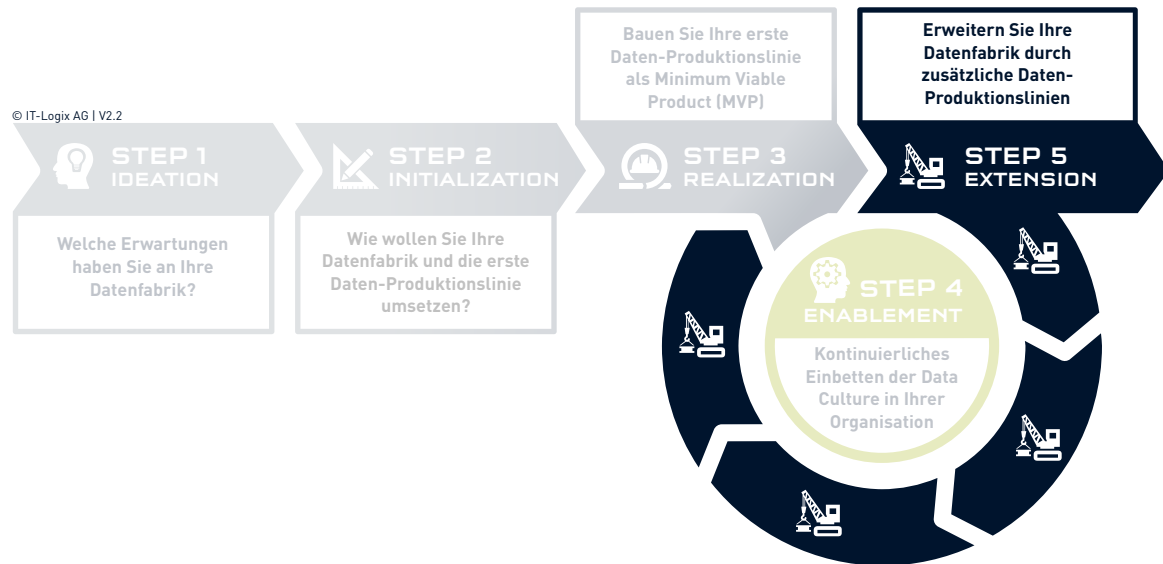 © IT-Logix AG | V2.2
STEP 1
IDEATION
Welche Erwartungen
haben Sie an Ihre
Datenfabrik?
STEP 2
INITIALIZATION
Wie wollen Sie Ihre
Datenfabrik und die erste
Daten-Produktionslinie
umsetzen?
Bauen Sie Ihre erste
Daten-Produktionslinie
als Minimum Viable
Product (MVP)
STEP 3
REALIZATION
Erweitern Sie Ihre
Datenfabrik durch
zusätzliche Daten-
Produktionslinien
STEP 5
EXTENSION
STEP 4
ENABLEMENT
Kontinuierliches
Einbetten der Data
Culture in Ihrer
Organisation